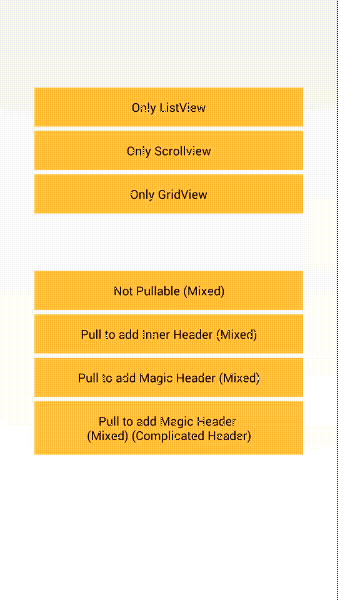 Only ListView
Only Scrollview
Only GridView
Not Pullable (Mixed)
Pull to add Inner Header (Mixed)
Pull to add Magic Header (Mixed)
Pull to add Magic Header
(Mixed) (Complicated Header)